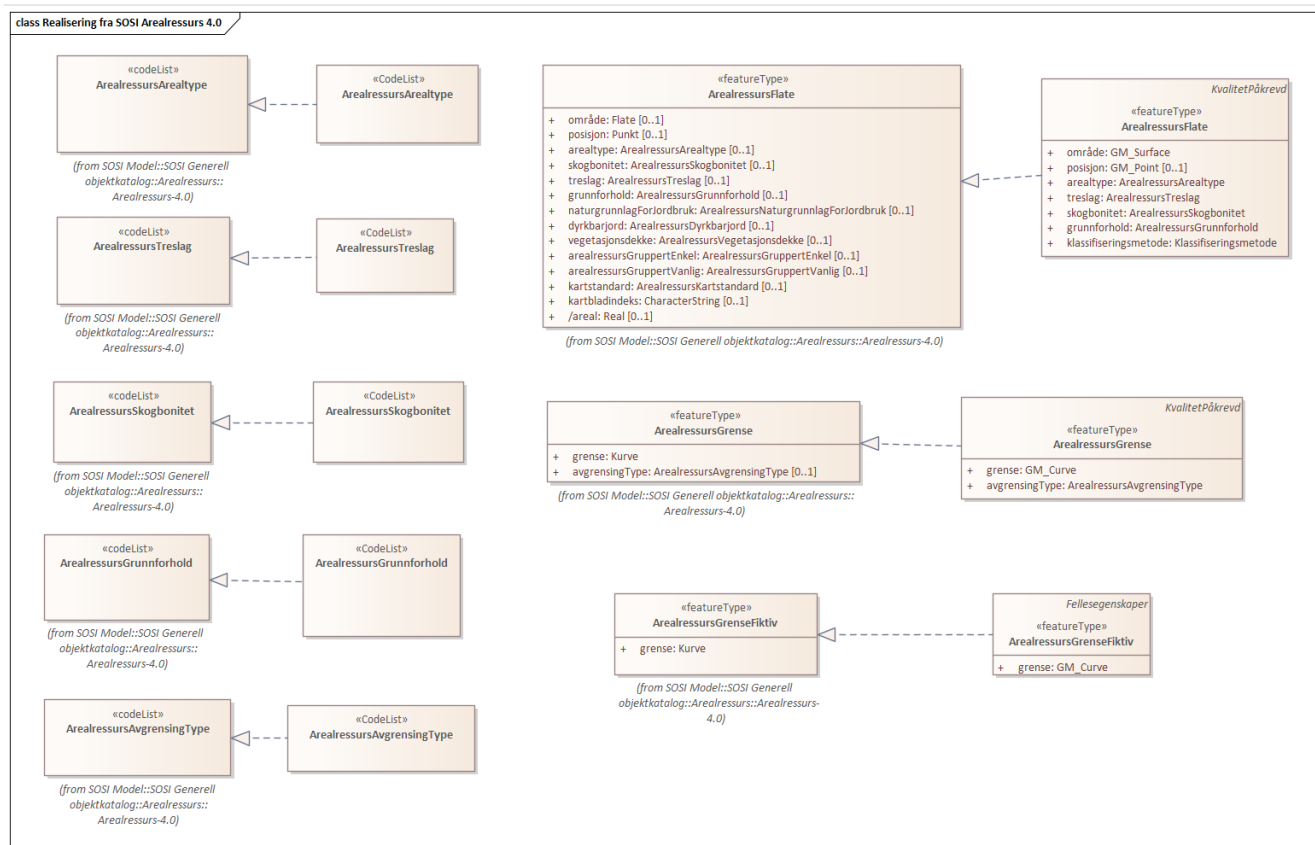 class Realisering fra SOSI Arealressurs 4.0
«codeList»
ArealressursArealtype
(from SOSI Model::SOSI Generell
objektkatalog::Arealressurs::
Arealressurs-4.0)
«CodeList»
ArealressursArealtype
«codeList»
ArealressursTreslag
(from SOSI Model::SOSI Generell
objektkatalog::Arealressurs::
Arealressurs-4.0)
«CodeList»
ArealressursTreslag
«codeList»
ArealressursSkogbonitet
(from SOSI Model::SOSI Generell
objektkatalog::Arealressurs::
Arealressurs-4.0)
«CodeList»
ArealressursSkogbonitet
«codeList»
ArealressursGrunnforhold
(from SOSI Model::SOSI Generell
objektkatalog::Arealressurs::
Arealressurs-4.0)
«CodeList»
ArealressursGrunnforhold
«codeList»
ArealressursAvgrensingType
(from SOSI Model::SOSI Generell
objektkatalog::Arealressurs::
Arealressurs-4.0)
«CodeList»
ArealressursAvgrensingType
«featureType»
ArealressursFlate
+ område: Flate [0..1]
+ posisjon: Punkt [0..1]
+ arealtype: ArealressursArealtype [0..1]
+ skogbonitet: ArealressursSkogbonitet [0..1]
+ treslag: ArealressursTreslag [0..1]
+ grunnforhold: ArealressursGrunnforhold [0..1]
+ naturgrunnlagForJordbruk: ArealressursNaturgrunnlagForJordbruk [0..1]
+ dyrkbarjord: ArealressursDyrkbarjord [0..1]
+ vegetasjonsdekke: ArealressursVegetasjonsdekke [0..1]
+ arealressursGruppertEnkel: ArealressursGruppertEnkel [0..1]
+ arealressursGruppertVanlig: ArealressursGruppertVanlig [0..1]
+ kartstandard: ArealressursKartstandard [0..1]
+ kartbladindeks: CharacterString [0..1]
+ /areal: Real [0..1]
(from SOSI Model::SOSI Generell objektkatalog::Arealressurs::Arealressurs-4.0)
KvalitetPåkrevd
«featureType»
ArealressursFlate
+ område: GM_Surface
+ posisjon: GM_Point [0..1]
+ arealtype: ArealressursArealtype
+ treslag: ArealressursTreslag
+ skogbonitet: ArealressursSkogbonitet
+ grunnforhold: ArealressursGrunnforhold
+ klassifiseringsmetode: Klassifiseringsmetode
«featureType»
ArealressursGrense
+ grense: Kurve
+ avgrensingType: ArealressursAvgrensingType [0..1]
(from SOSI Model::SOSI Generell objektkatalog::Arealressurs::
Arealressurs-4.0)
KvalitetPåkrevd
«featureType»
ArealressursGrense
+ grense: GM_Curve
+ avgrensingType: ArealressursAvgrensingType
«featureType»
ArealressursGrenseFiktiv
+ grense: Kurve
(from SOSI Model::SOSI Generell
objektkatalog::Arealressurs::Arealressurs-
4.0)
Fellesegenskaper
«featureType»
ArealressursGrenseFiktiv
+ grense: GM_Curve